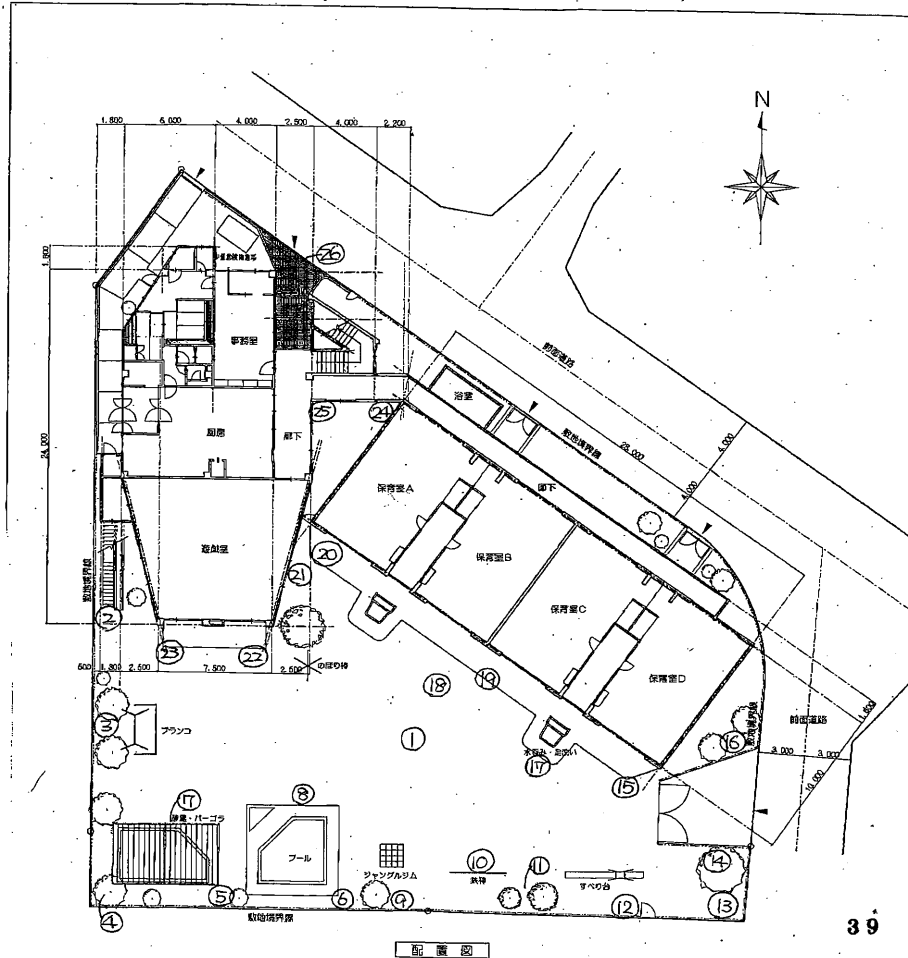 N
1.800 6.000 4.000 2.500 4.000 2.200
1.800
24.000
26
事務室
前面道路
浴室
敷地境界線
28.000
4.000
4.000
25
24
厨房
廊下
保育室A
廊下
遊戯室
保育室B
20
21
保育室C
敷地境界線
2
保育室D
23
22
500 1.800 2.500 7.500 2.500
のぼり棒
18
19
1.800
前面道路
敷地境界線
16
3
ブランコ
1
水呑み・足洗い
17
3.000 3.000
15
10.000
17
砂場・パーゴラ
8
プール
ジャングルジム
10
鉄棒
11
すべり台
14
4
5
6
9
12
13
敷地境界線
39
配置図